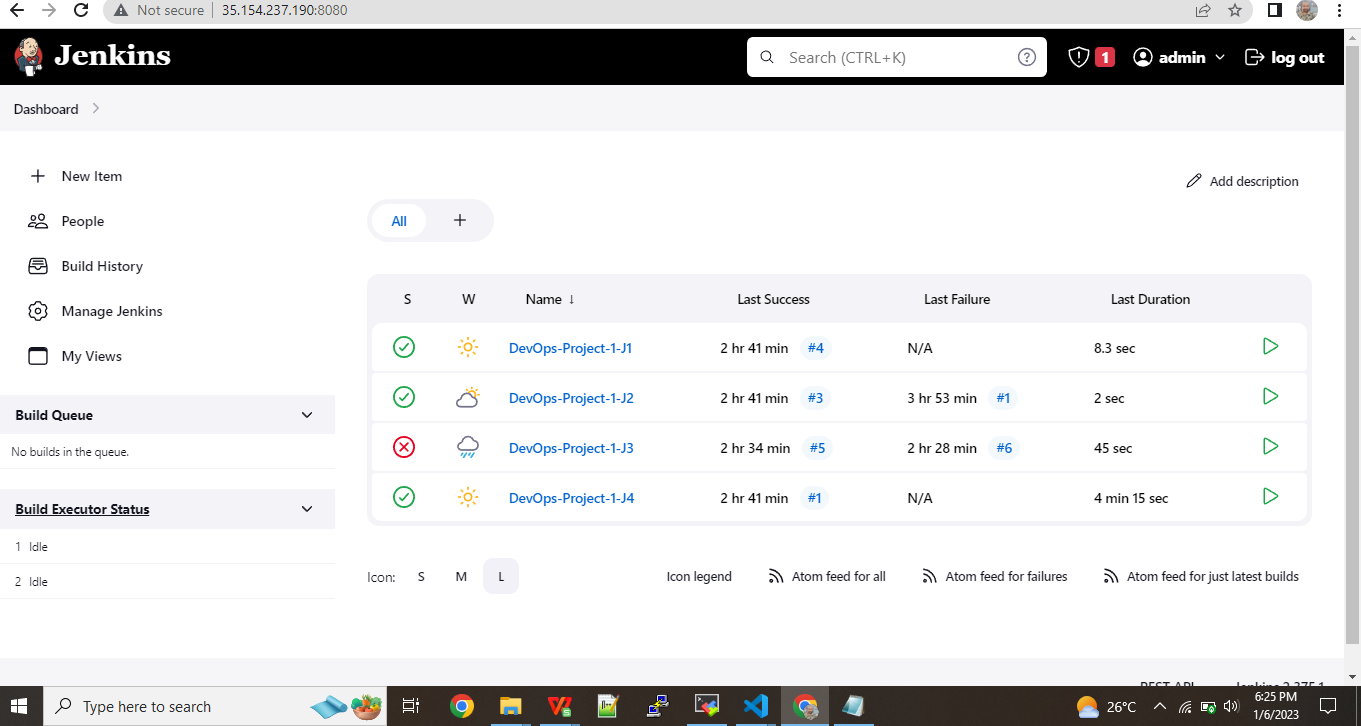 Not secure 35.154.237.190:8080
Jenkins Search (CTRL+K) 1 admin log out
Dashboard
New Item
People
Build History
Manage Jenkins
My Views
Build Queue
No builds in the queue.
Build Executor Status
1 Idle
2 Idle
Add description
All +
S W Name ↓ Last Success Last Failure Last Duration
DevOps-Project-1-J1 2 hr 41 min #4 N/A 8.3 sec
DevOps-Project-1-J2 2 hr 41 min #3 3 hr 53 min #1 2 sec
DevOps-Project-1-J3 2 hr 34 min #5 2 hr 28 min #6 45 sec
DevOps-Project-1-J4 2 hr 41 min #1 N/A 4 min 15 sec
Icon: S M L Icon legend Atom feed for all Atom feed for failures Atom feed for just latest builds
REST API Jenkins 2.375.1
Type here to search 26°C 6:25 PM
1/6/2023